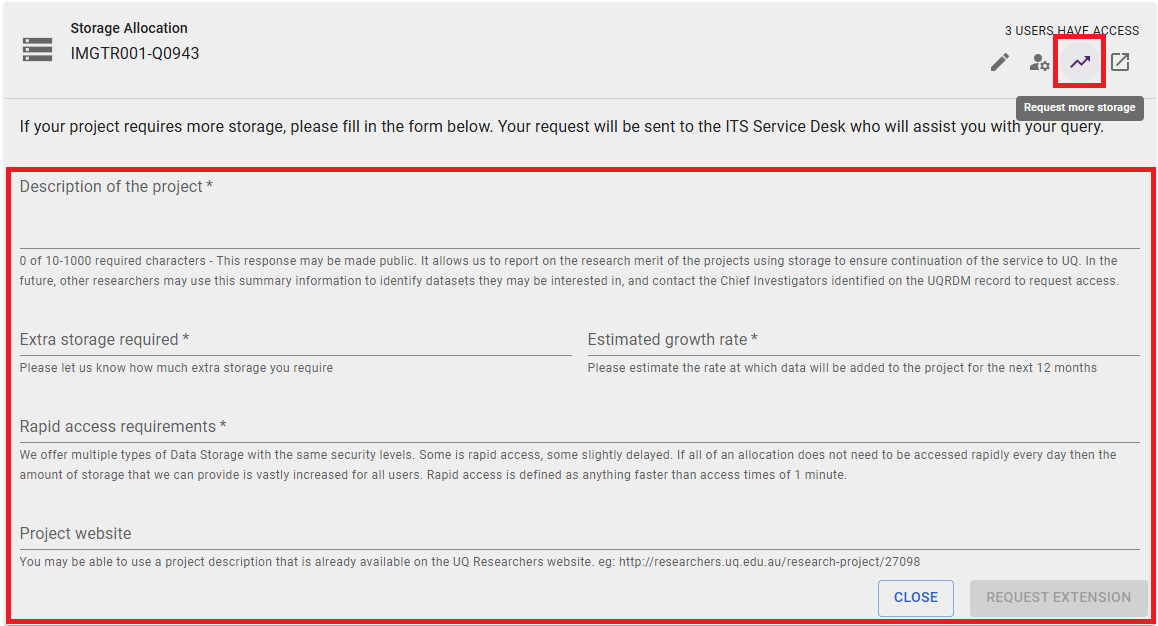 Storage Allocation
3 USERS HAVE ACCESS
IMGTR001-Q0943
Request more storage
If your project requires more storage, please fill in the form below. Your request will be sent to the ITS Service Desk who will assist you with your query.
Description of the project *
0 of 10-1000 required characters - This response may be made public. It allows us to report on the research merit of the projects using storage to ensure continuation of the service to UQ. In the
future, other researchers may use this summary information to identify datasets they may be interested in, and contact the Chief Investigators identified on the UQRDM record to request access.
Extra storage required *
Estimated growth rate *
Please let us know how much extra storage you require
Please estimate the rate at which data will be added to the project for the next 12 months
Rapid access requirements *
We offer multiple types of Data Storage with the same security levels. Some is rapid access, some slightly delayed. If all of an allocation does not need to be accessed rapidly every day then the
amount of storage that we can provide is vastly increased for all users. Rapid access is defined as anything faster than access times of 1 minute.
Project website
You may be able to use a project description that is already available on the UQ Researchers website. eg: http://researchers.uq.edu.au/research-project/27098
CLOSE
REQUEST EXTENSION